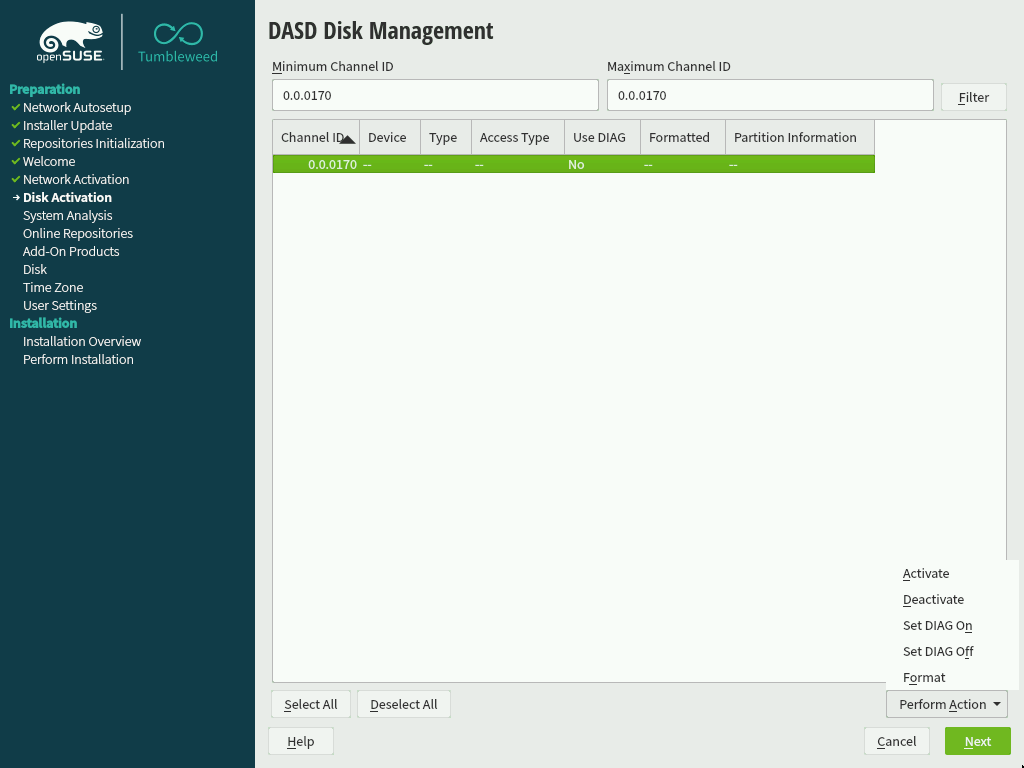 openSUSE
Tumbleweed
Preparation
Network Autosetup
Installer Update
Repositories Initialization
Welcome
Network Activation
Disk Activation
System Analysis
Online Repositories
Add-On Products
Disk
Time Zone
User Settings
Installation
Installation Overview
Perform Installation
DASD Disk Management
Minimum Channel ID Maximum Channel ID
0.0.0170 0.0.0170 Filter
Channel ID Device Type Access Type Use DIAG Formatted Partition Information
0.0.0170 -- -- -- No -- --
Activate
Deactivate
Set DIAG On
Set DIAG Off
Format
Select All Deselect All Perform Action
Help Cancel Next